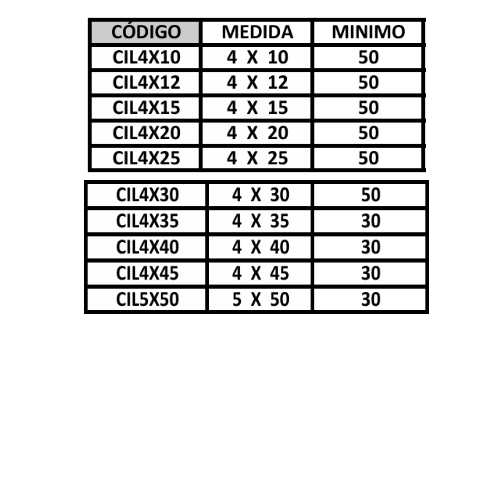 CÓDIGO MEDIDA MINIMO
CIL4X10 4 X 10 50
CIL4X12 4 X 12 50
CIL4X15 4 X 15 50
CIL4X20 4 X 20 50
CIL4X25 4 X 25 50
CIL4X30 4 X 30 50
CIL4X35 4 X 35 30
CIL4X40 4 X 40 30
CIL4X45 4 X 45 30
CIL5X50 5 X 50 30